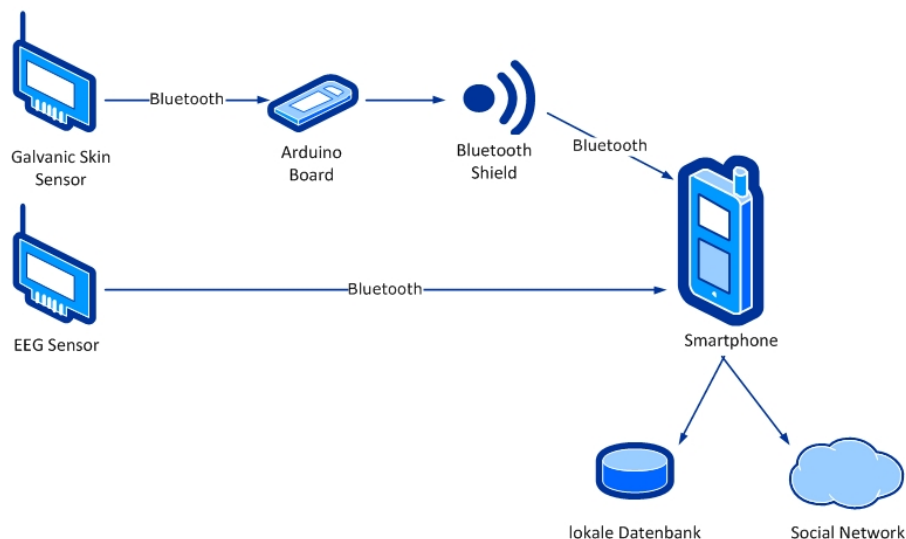 Bluetooth
Galvanic Skin
Sensor
Arduino
Board
Bluetooth
Shield
Bluetooth
Bluetooth
EEG Sensor
Smartphone
lokale Datenbank
Social Network